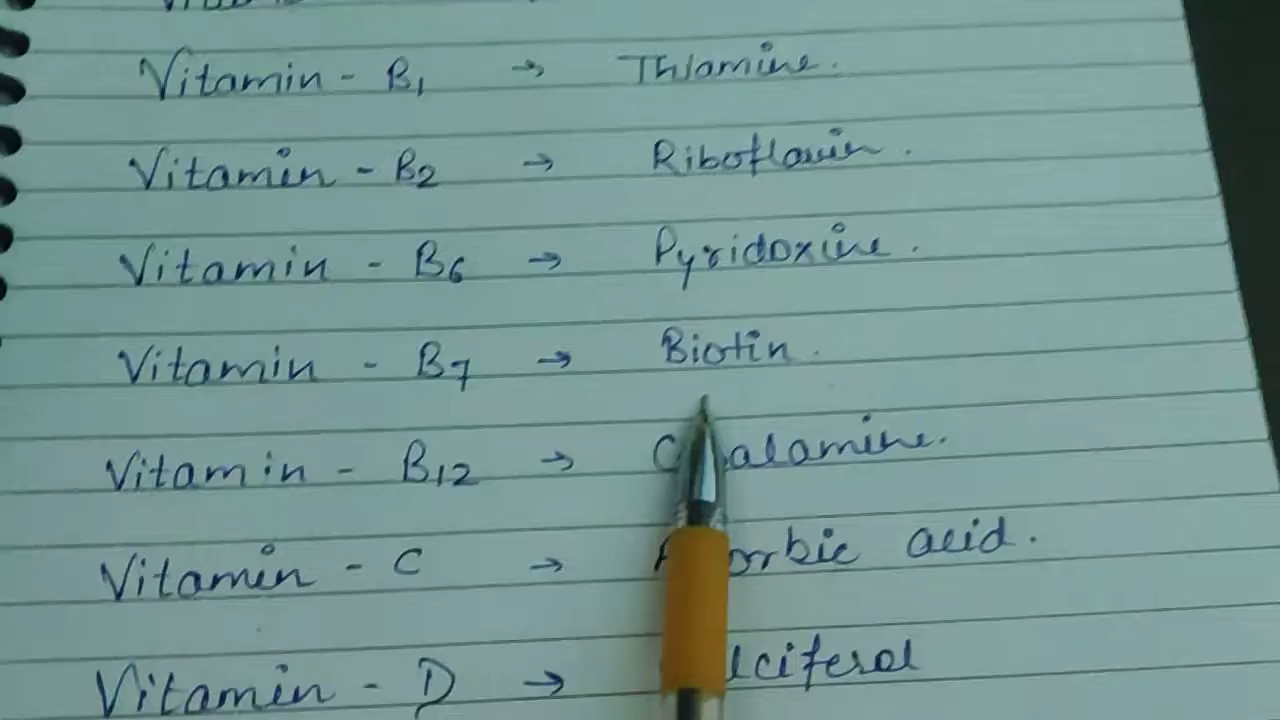 Vitamin - B1 → Thiamine.
Vitamin - B2 → Riboflavin.
Vitamin - B6 → Pyridoxine.
Vitamin - B7 → Biotin.
Vitamin - B12 →
Vitamin - C → acid.
Vitamin - D →